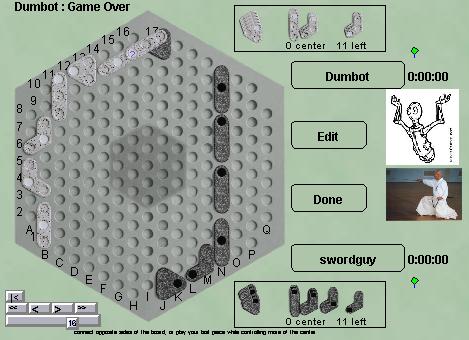 Dumbot : Game Over
0 center 11 left
Dumbot 0:00:00
Edit
Done
swordguy 0:00:00
0 center 11 left
17
16
15
14
13
12
11
10
9
8
7
6
5
4
3
2
1
A
B
C
D
E
F
G
H
I
J
K
L
M
N
O
P
Q
|<
<< < > >>
16
connect opposite sides of the board, or play your last piece while controlling more of the center